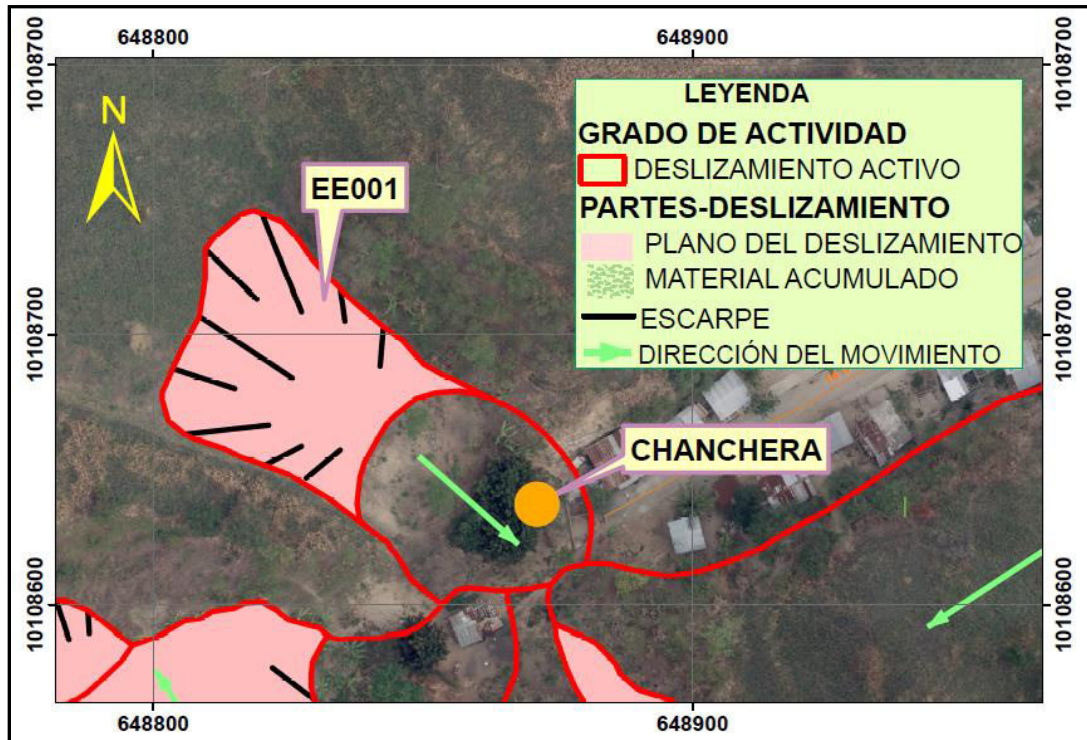 648800
648900
10108700
10108700
N
EE001
LEYENDA
GRADO DE ACTIVIDAD
DESLIZAMIENTO ACTIVO
PARTES-DESLIZAMIENTO
PLANO DEL DESLIZAMIENTO
MATERIAL ACUMULADO
ESCARPE
DIRECCIÓN DEL MOVIMIENTO
10108700
10108700
CHANCHERA
10108600
10108600
648800
648900